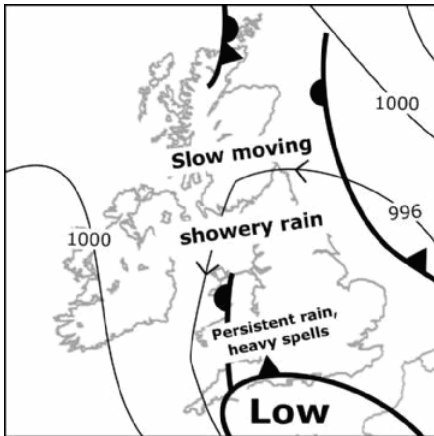 1000
Slow moving
996
1000
showery rain
Persistent rain,
heavy spells
Low